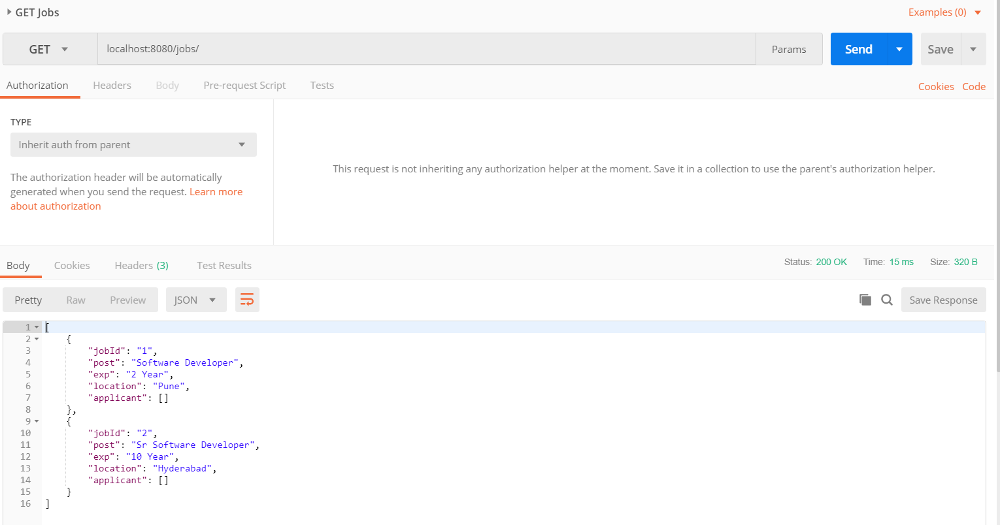 GET Jobs
Examples (0)
GET
localhost:8080/jobs/
Params
Send
Save
Authorization
Headers
Body
Pre-request Script
Tests
Cookies
Code
TYPE
Inherit auth from parent
The authorization header will be automatically
generated when you send the request. Learn more
about authorization
This request is not inheriting any authorization helper at the moment. Save it in a collection to use the parent's authorization helper.
Body
Cookies
Headers (3)
Test Results
Status: 200 OK
Time: 15 ms
Size: 320 B
Pretty
Raw
Preview
JSON
Save Response
1 [
2 {
3 "jobId": "1",
4 "post": "Software Developer",
5 "exp": "2 Year",
6 "location": "Pune",
7 "applicant": []
8 },
9 {
10 "jobId": "2",
11 "post": "Sr Software Developer",
12 "exp": "10 Year",
13 "location": "Hyderabad",
14 "applicant": []
15 }
16 ]